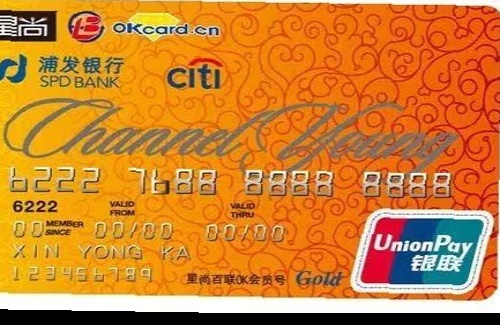 星尚 OKcard.cn
浦发银行
SPD BANK
citi
Channel Young
6222 7688 8888 8888
6222 VALID FROM VALID THRU
00 MEMBER SINCE 00/00 00/00
XIN YONG KA
123456789
星尚百联OK会员号 Gold
UnionPay
银联